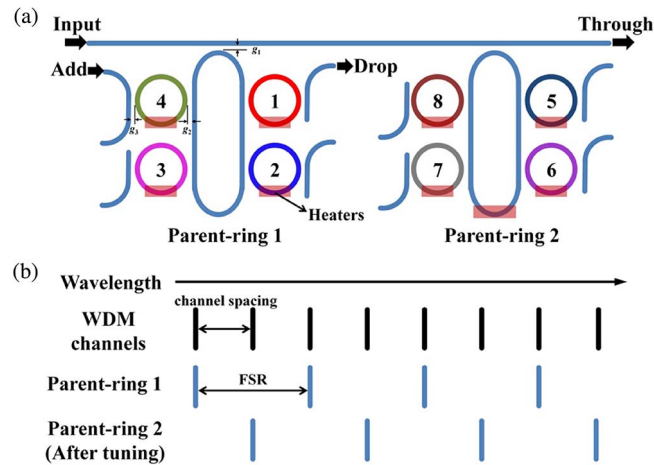 (a)
Input
Through
g1
Add
Drop
4
1
8
5
g3
g2
3
2
7
6
Heaters
Parent-ring 1
Parent-ring 2
(b)
Wavelength
channel spacing
WDM
channels
Parent-ring 1
FSR
Parent-ring 2
(After tuning)